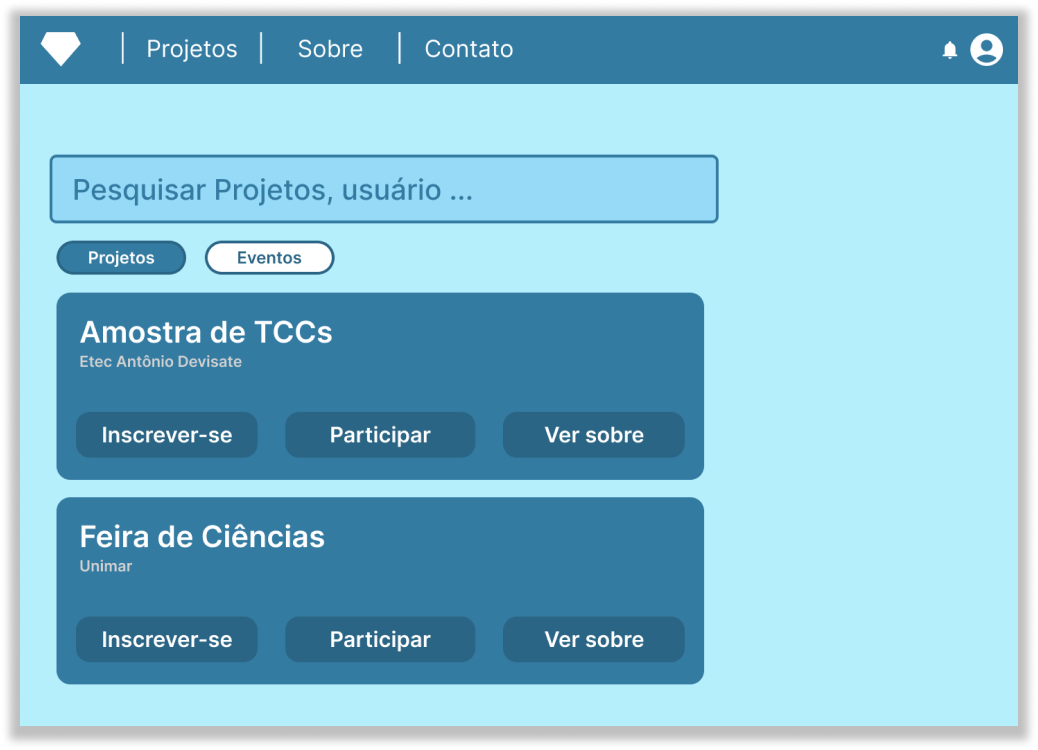 Projetos
Sobre
Contato
Pesquisar Projetos, usuário ...
Projetos
Eventos
Amostra de TCCs
Etec Antônio Devisate
Inscrever-se
Participar
Ver sobre
Feira de Ciências
Unimar
Inscrever-se
Participar
Ver sobre